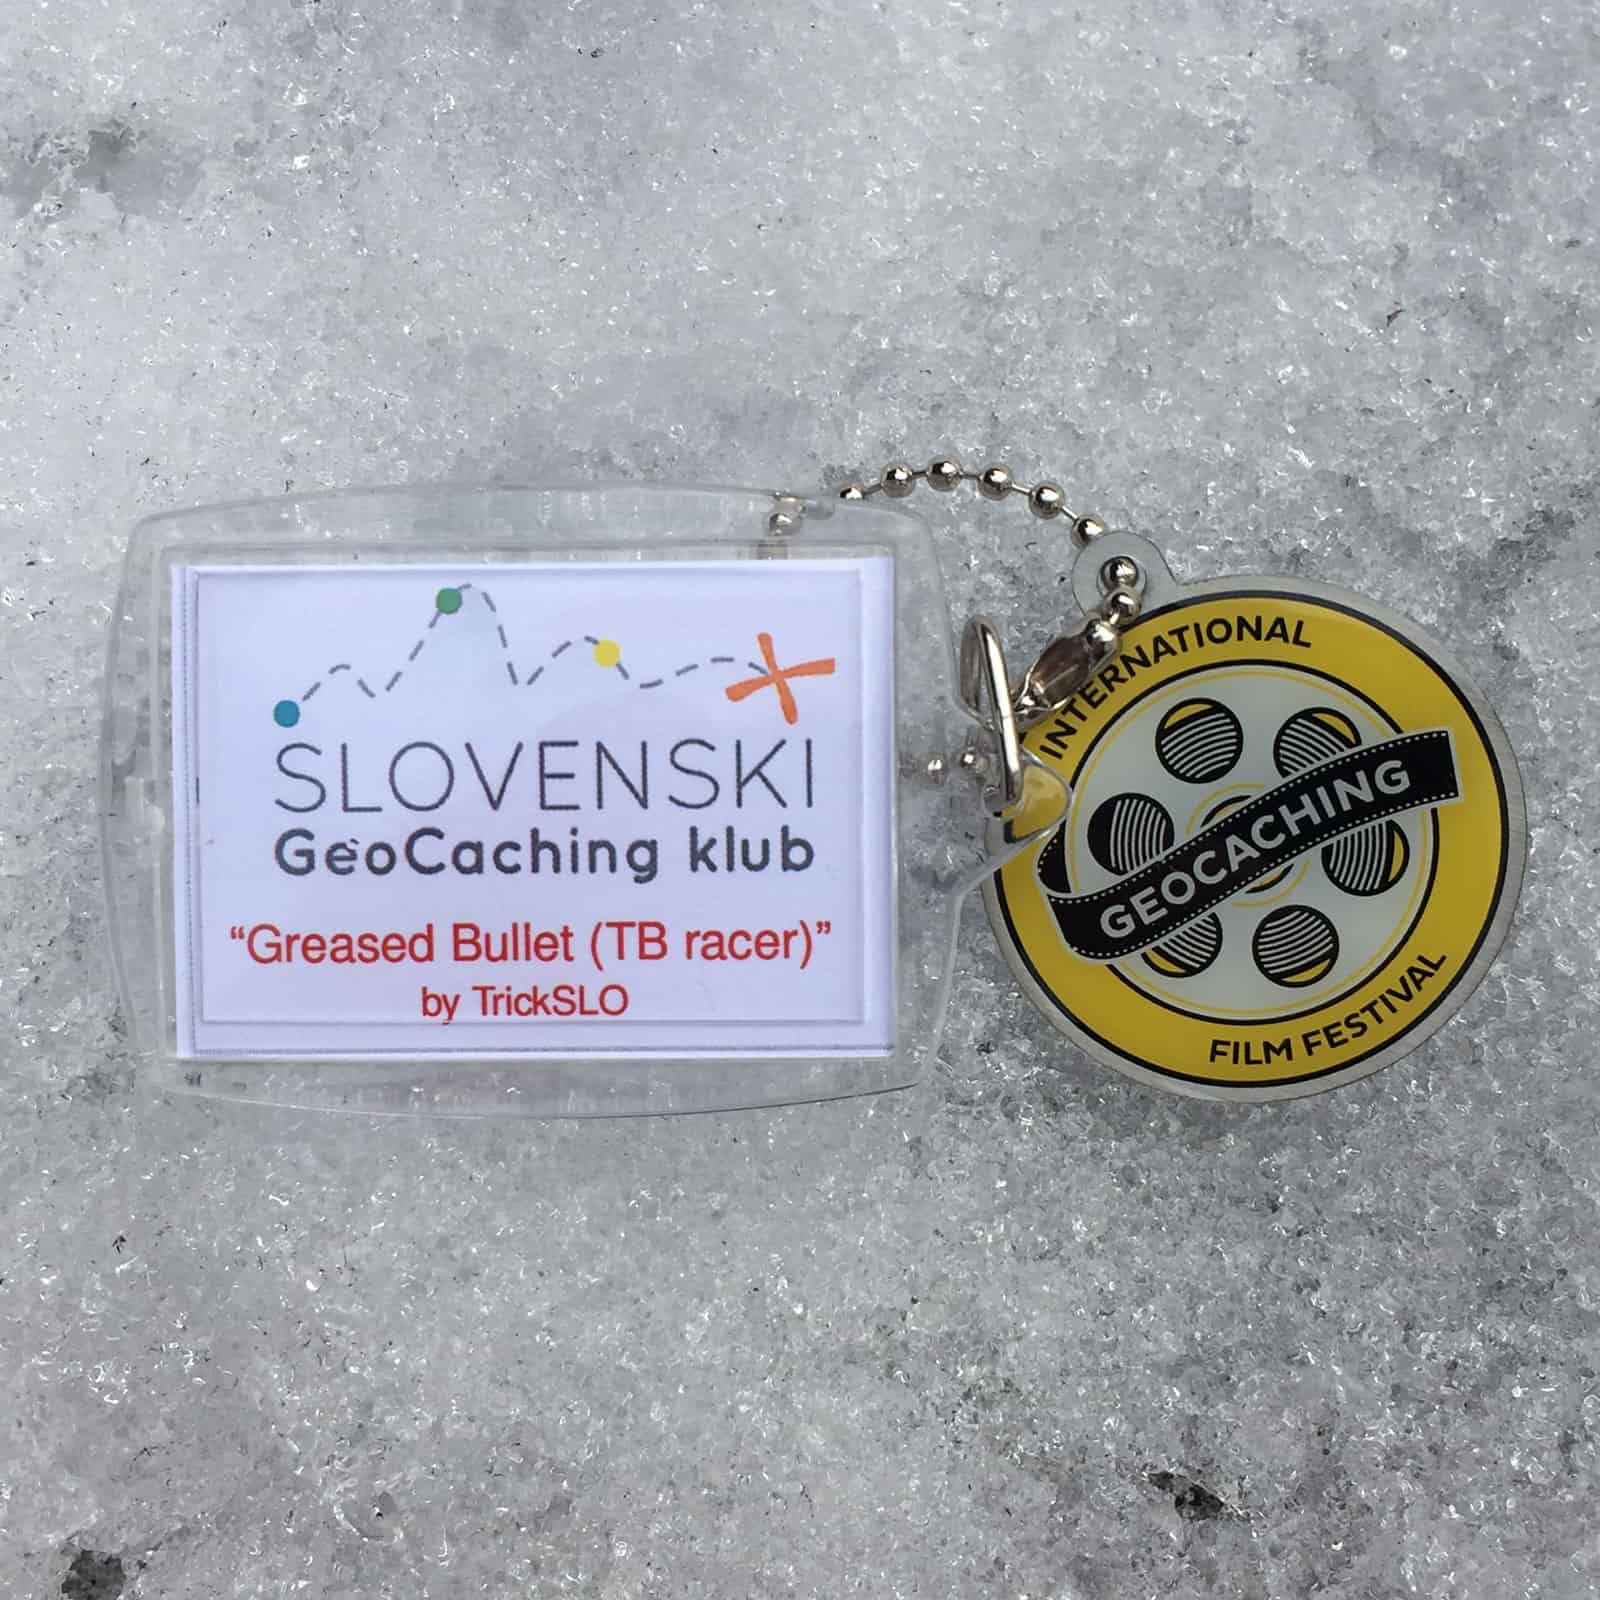 SLOVENSKI
GeoCaching klub
“Greased Bullet (TB racer)”
by TrickSLO
INTERNATIONAL
GEOCACHING
FILM FESTIVAL